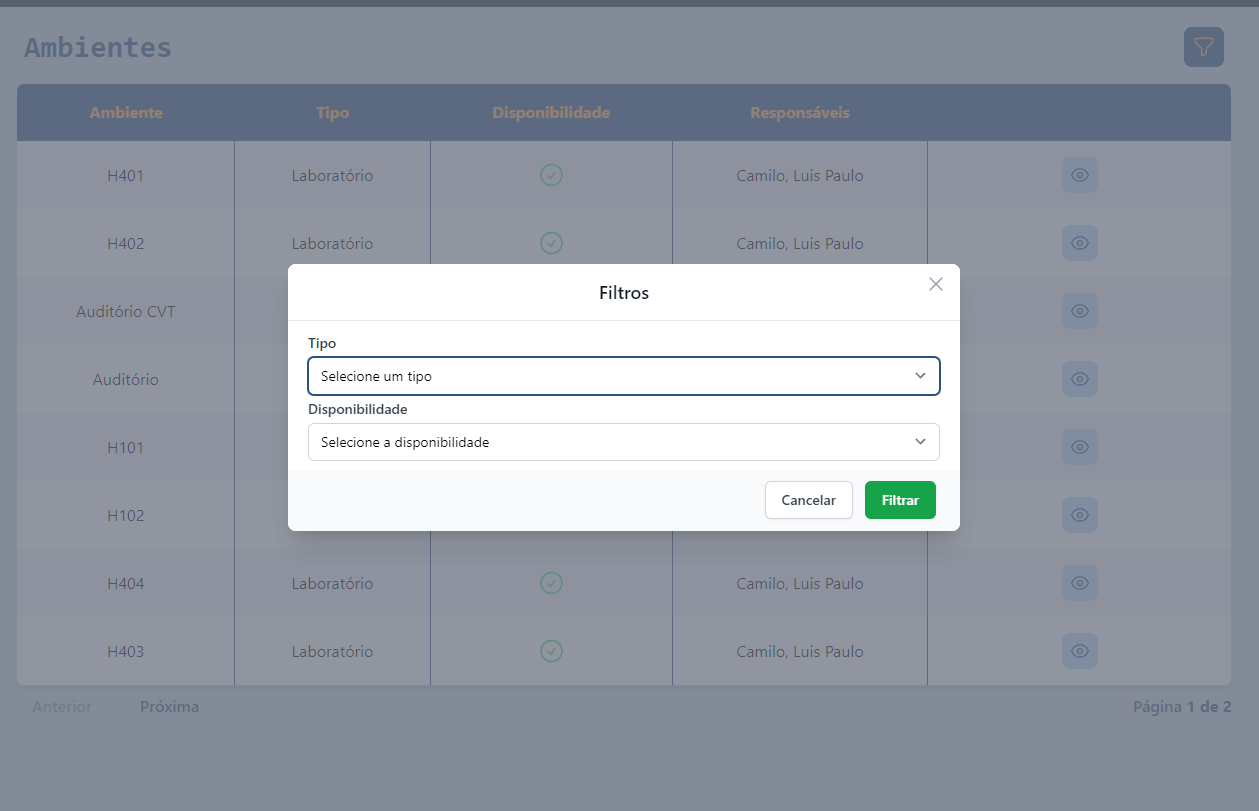 Ambientes
Ambiente Tipo Disponibilidade Responsáveis
H401 Laboratório Camilo, Luis Paulo
H402 Laboratório Camilo, Luis Paulo
Auditório CVT
Auditório
H101
H102
H404 Laboratório Camilo, Luis Paulo
H403 Laboratório Camilo, Luis Paulo
Anterior Próxima Página 1 de 2
Filtros
Tipo
Selecione um tipo
Disponibilidade
Selecione a disponibilidade
Cancelar Filtrar